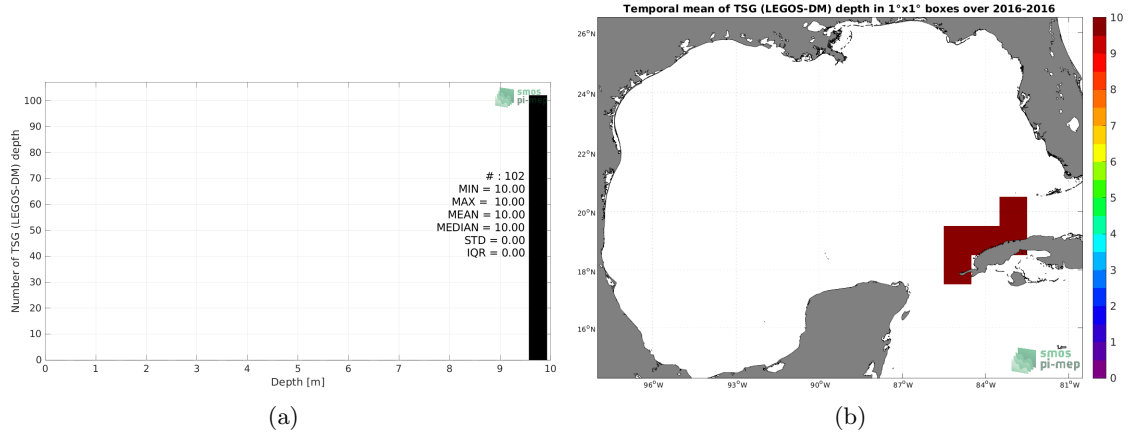 Number of TSG (LEGOS-DM) depth
100
90
80
70
60
50
40
30
20
10
0
smos
pi-mep
# : 102
MIN = 10.00
MAX = 10.00
MEAN = 10.00
MEDIAN = 10.00
STD = 0.00
IQR = 0.00
0 1 2 3 4 5 6 7 8 9 10
Depth [m]
(a)
Temporal mean of TSG (LEGOS-DM) depth in 1°x1° boxes over 2016-2016
26°N
24°N
22°N
20°N
18°N
16°N
96°W 93°W 90°W 87°W 84°W 81°W
smos
pi-mep
10
9
8
7
6
5
4
3
2
1
0
(b)